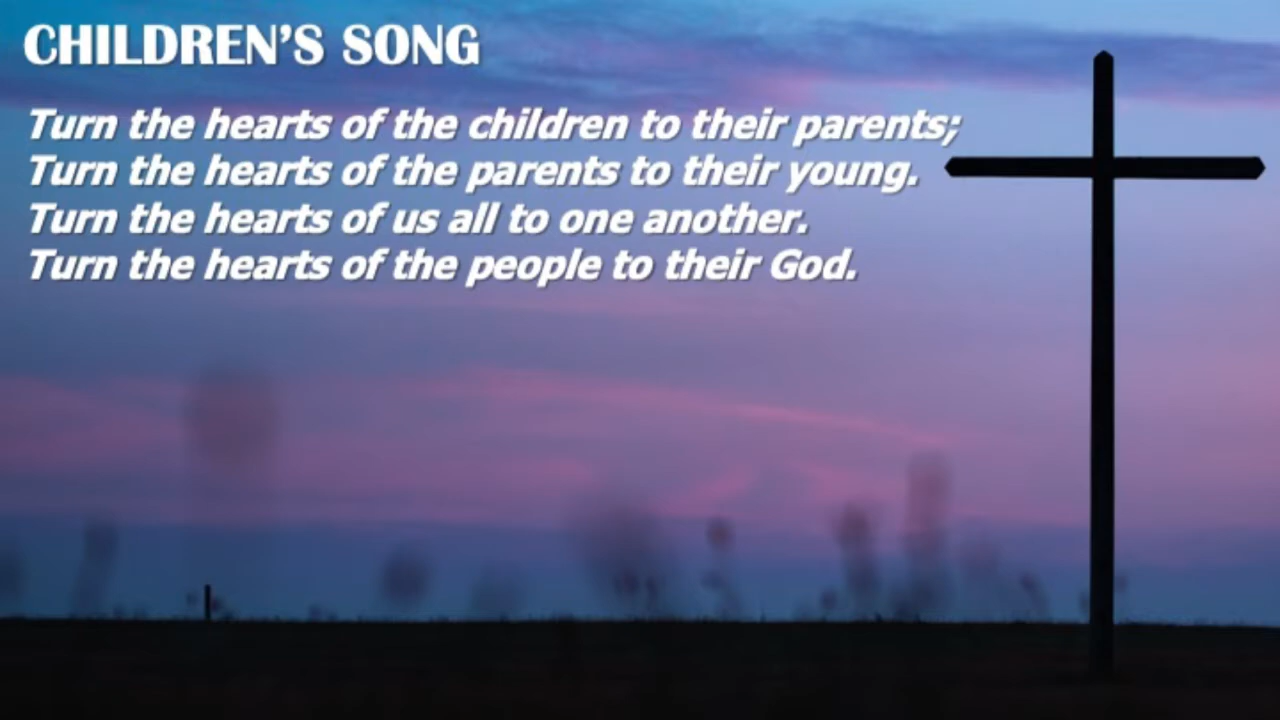 CHILDREN’S SONG
Turn the hearts of the children to their parents;
Turn the hearts of the parents to their young.
Turn the hearts of us all to one another.
Turn the hearts of the people to their God.